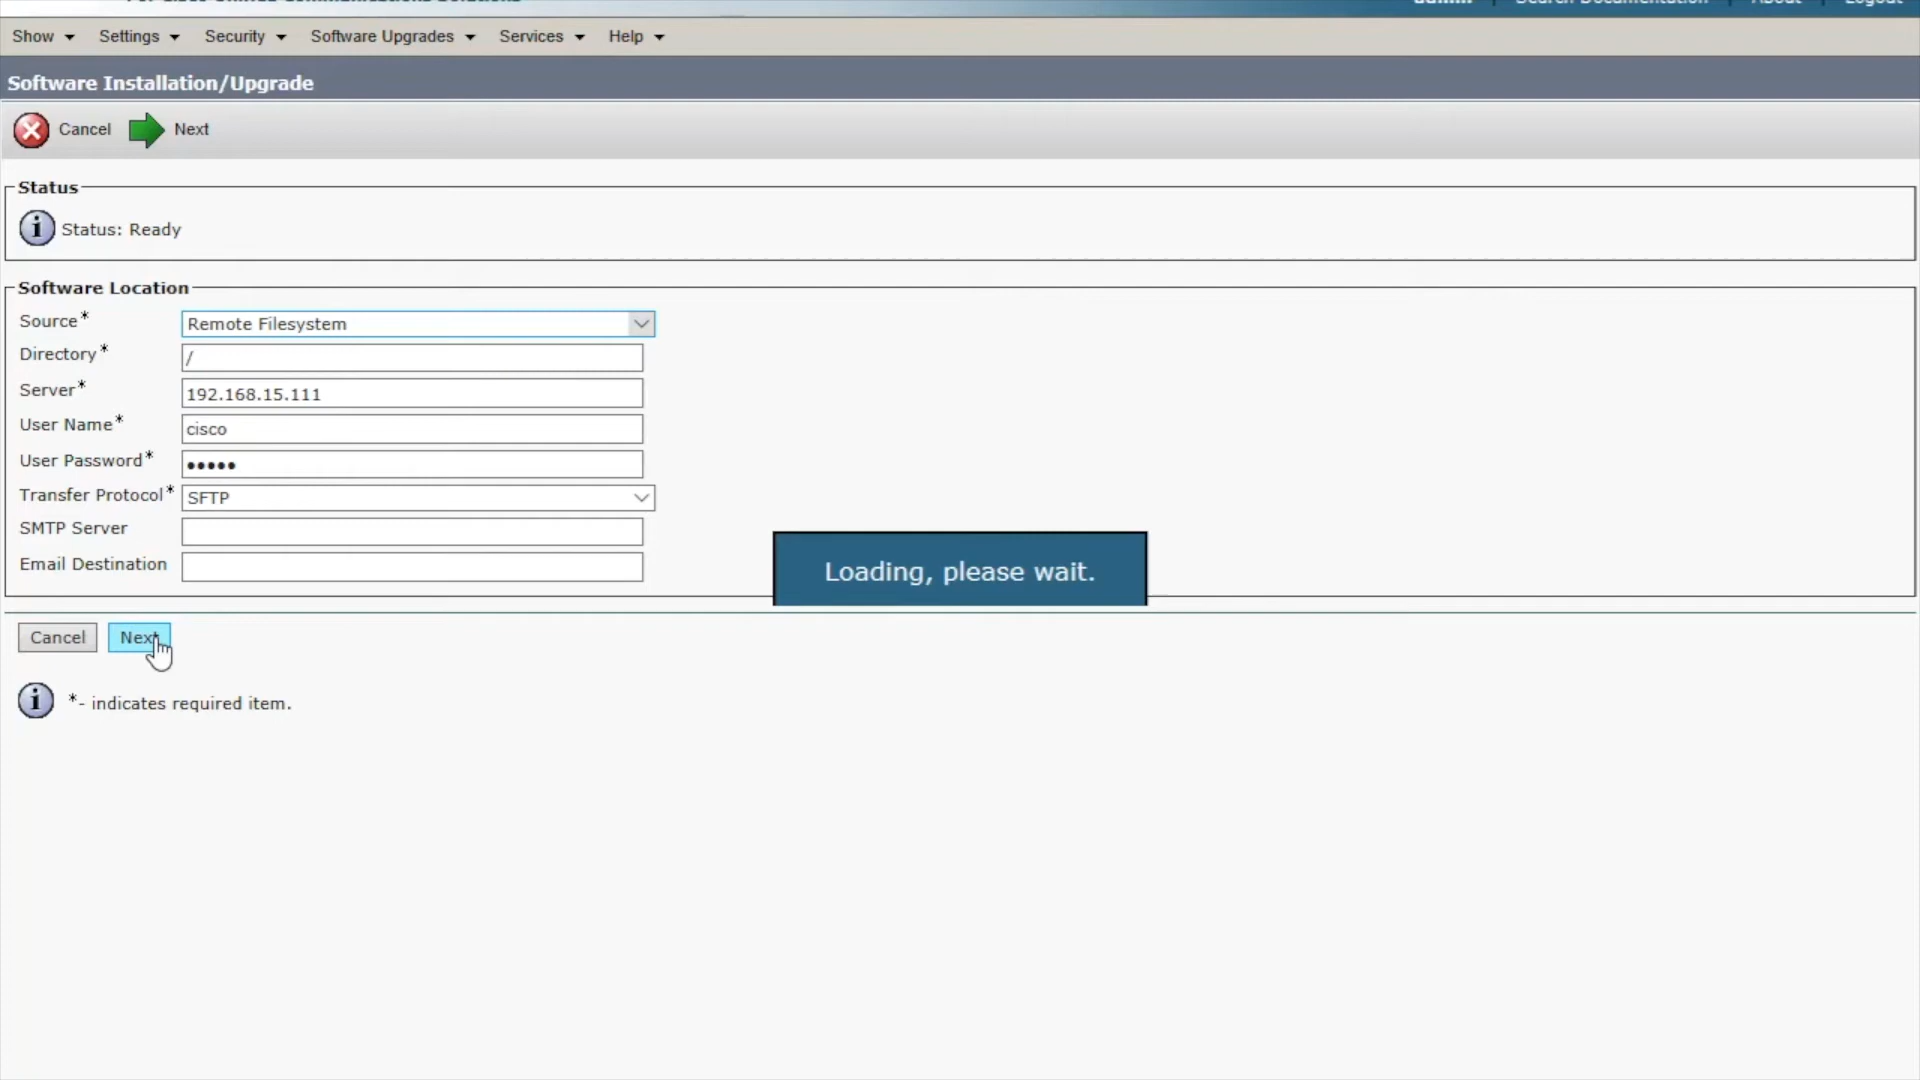 Show Settings Security Software Upgrades Services Help
Software Installation/Upgrade
Cancel Next
Status
Status: Ready
Software Location
Source* Remote Filesystem
Directory* /
Server* 192.168.15.111
User Name* cisco
User Password* •••••
Transfer Protocol* SFTP
SMTP Server
Email Destination
Loading, please wait.
Cancel Next
*- indicates required item.